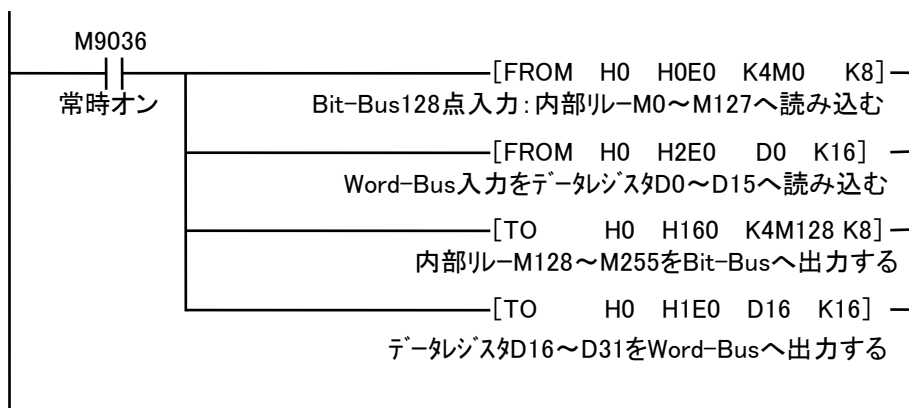 M9036
常時オン
[FROM H0 H0E0 K4M0 K8]
Bit-Bus128点入力:内部ﾘﾚｰM0～M127へ読み込む
[FROM H0 H2E0 D0 K16]
Word-Bus入力をﾃﾞｰﾀﾚｼﾞｽﾀD0～D15へ読み込む
[TO H0 H160 K4M128 K8]
内部ﾘﾚｰM128～M255をBit-Busへ出力する
[TO H0 H1E0 D16 K16]
ﾃﾞｰﾀﾚｼﾞｽﾀD16～D31をWord-Busへ出力する